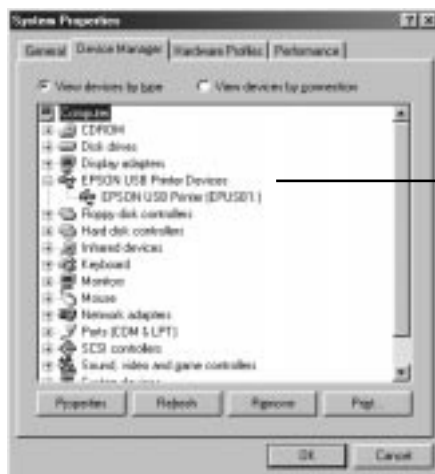 System Properties
General Device Manager Hardware Profiles Performance
View devices by type View devices by connection
Computer
CDROM
Disk drives
Display adapters
EPSON USB Printer Devices
EPSON USB Printer (EPUSB1:)
Floppy disk controllers
Hard disk controllers
Infrared devices
Keyboard
Monitors
Mouse
Network adapters
Ports (COM & LPT)
SCSI controllers
Sound, video and game controllers
System devices
Properties Refresh Remove Print...
OK Cancel